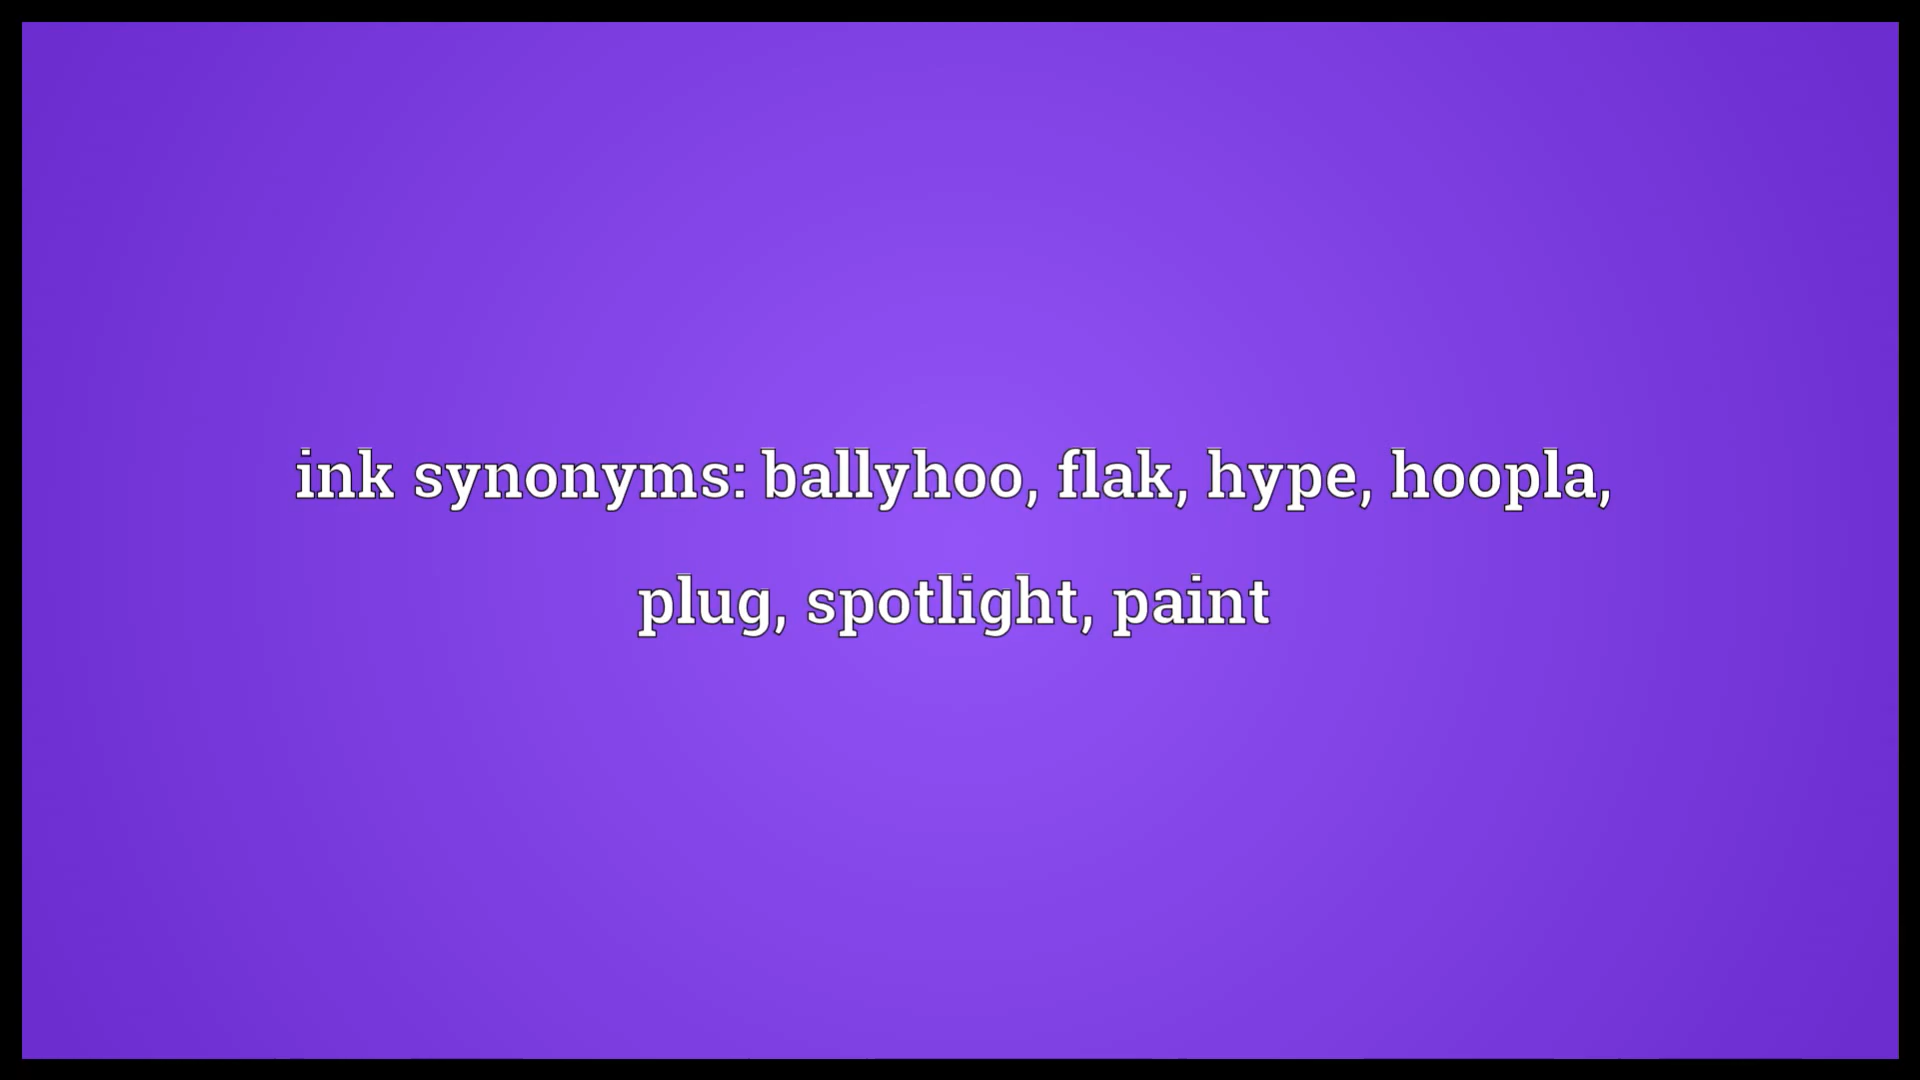 ink synonyms: ballyhoo, flak, hype, hoopla,
plug, spotlight, paint